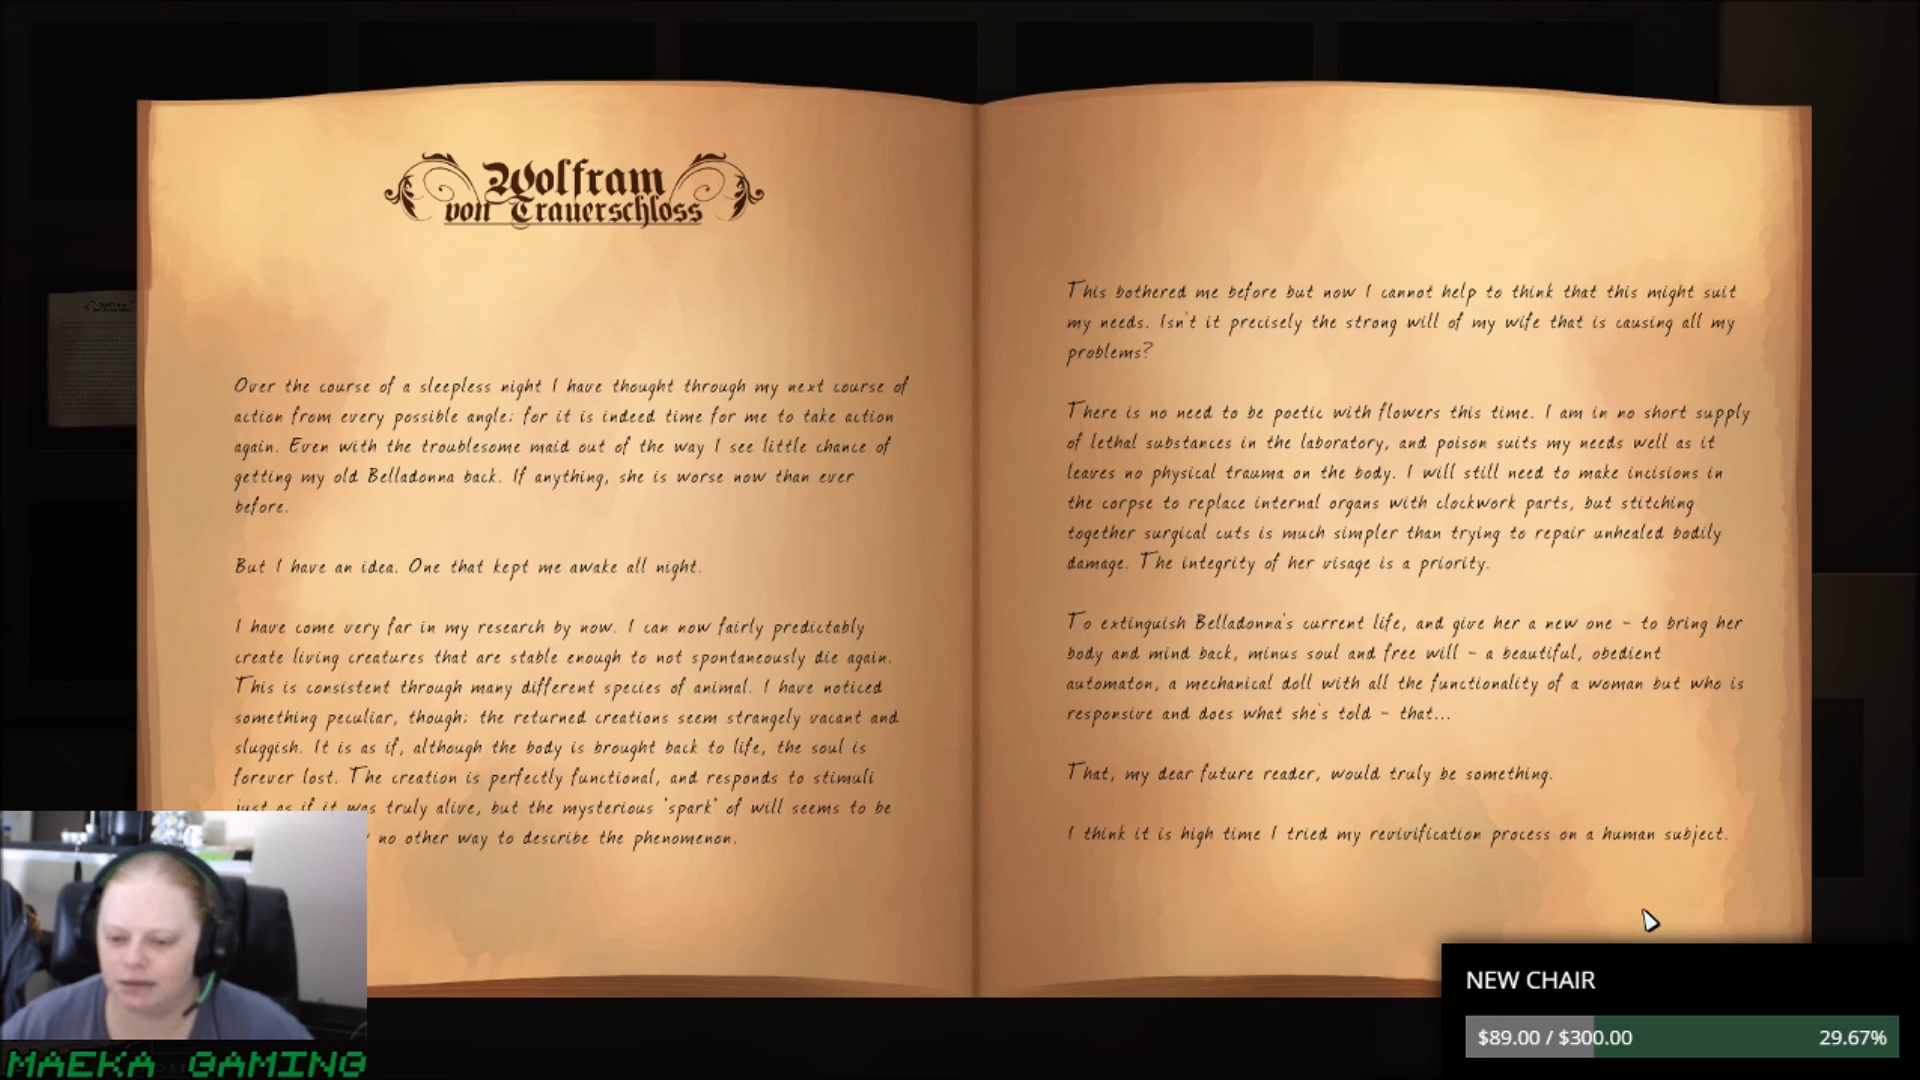 Wolfram
von Trauerschloss
Over the course of a sleepless night I have thought through my next course of
action from every possible angle; for it is indeed time for me to take action
again. Even with the troublesome maid out of the way I see little chance of
getting my old Belladonna back. If anything, she is worse now than ever
before.
But I have an idea. One that kept me awake all night.
I have come very far in my research by now. I can now fairly predictably
create living creatures that are stable enough to not spontaneously die again.
This is consistent through many different species of animal. I have noticed
something peculiar, though; the returned creations seem strangely vacant and
sluggish. It is as if, although the body is brought back to life, the soul is
forever lost. The creation is perfectly functional, and responds to stimuli
just as if it was truly alive, but the mysterious 'spark' of will seems to be
no other way to describe the phenomenon.
This bothered me before but now I cannot help to think that this might suit
my needs. Isn't it precisely the strong will of my wife that is causing all my
problems?
There is no need to be poetic with flowers this time. I am in no short supply
of lethal substances in the laboratory, and poison suits my needs well as it
leaves no physical trauma on the body. I will still need to make incisions in
the corpse to replace internal organs with clockwork parts, but stitching
together surgical cuts is much simpler than trying to repair unhealed bodily
damage. The integrity of her visage is a priority.
To extinguish Belladonna's current life, and give her a new one - to bring her
body and mind back, minus soul and free will - a beautiful, obedient
automaton, a mechanical doll with all the functionality of a woman but who is
responsive and does what she's told - that...
That, my dear future reader, would truly be something.
I think it is high time I tried my revivification process on a human subject.
NEW CHAIR
$89.00 / $300.00 29.67%
MAEKA GAMING